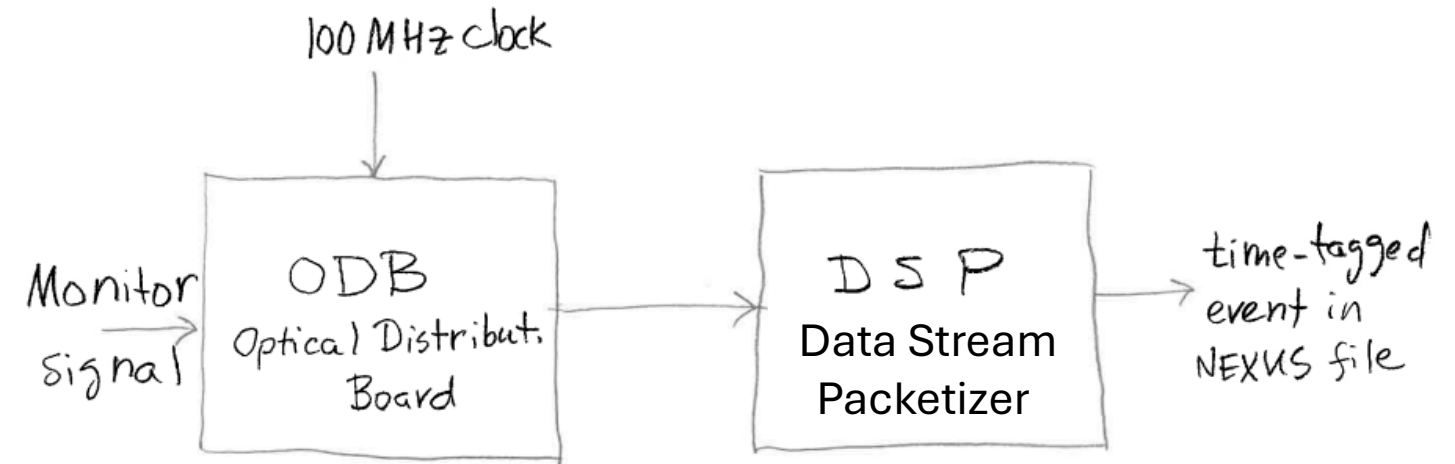 100 MHz clock
Monitor
signal
ODB
Optical Distribut.
Board
DSP
Data Stream
Packetizer
time-tagged
event in
NEXUS file